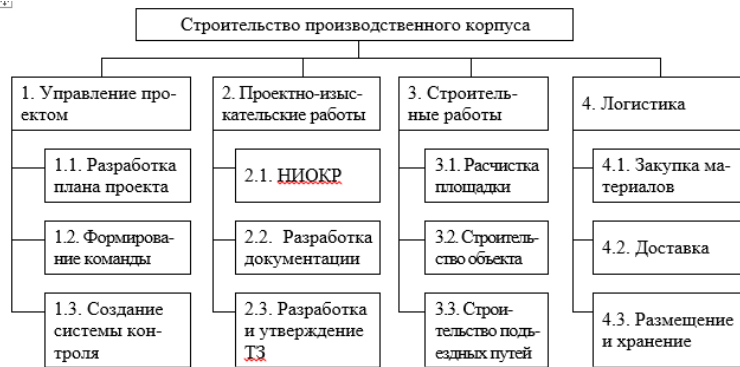 Строительство производственного корпуса
1. Управление про-
ектом
2. Проектно-изыс-
кательские работы
3. Строитель-
ные работы
4. Логистика
1.1. Разработка
плана проекта
2.1. НИОКР
3.1. Расчистка
площадки
4.1. Закупка ма-
териалов
1.2. Формирова-
ние команды
2.2. Разработка
документации
3.2. Строитель-
ство объекта
4.2. Доставка
1.3. Создание
системы кон-
троля
2.3. Разработка
и утверждение
ТЗ
3.3. Строи-
тельство подъ-
ездных путей
4.3. Размещение
и хранение